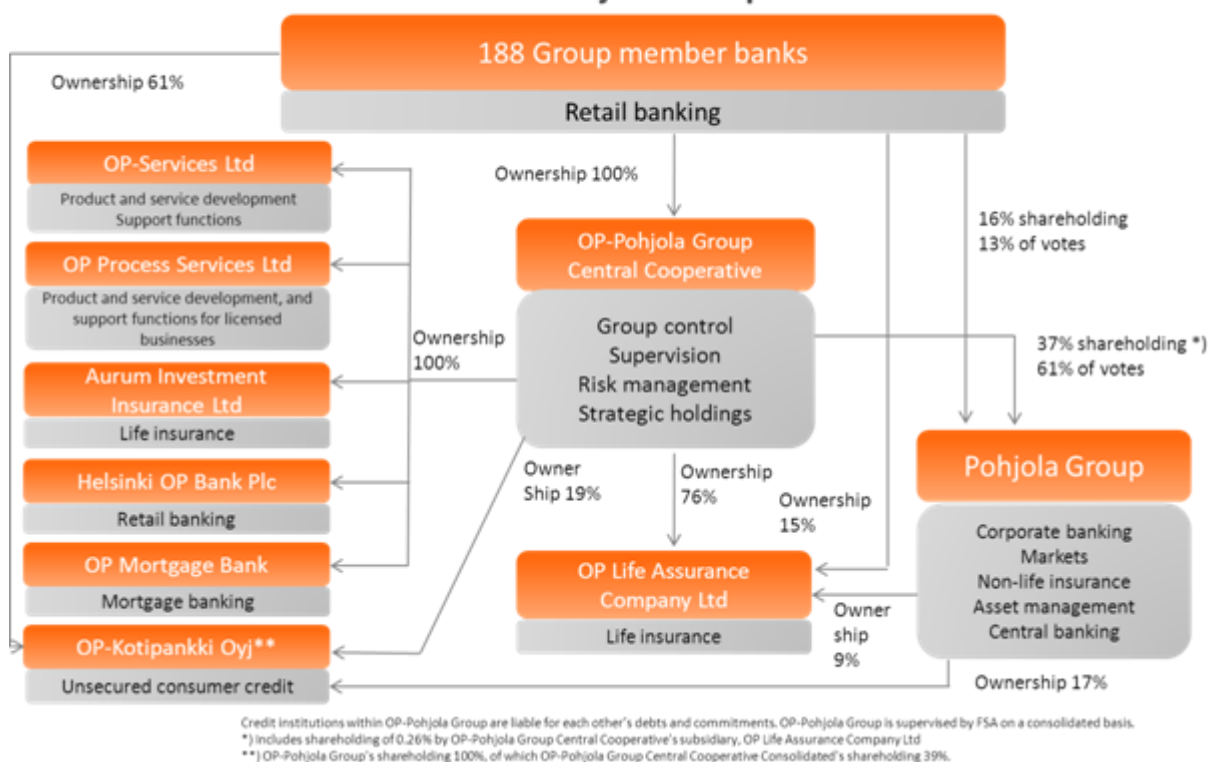 188 Group member banks
Retail banking
Ownership 61%
OP-Services Ltd
Product and service development
Support functions
OP Process Services Ltd
Product and service development, and
support functions for licensed
businesses
Aurum Investment
Insurance Ltd
Life insurance
Helsinki OP Bank Plc
Retail banking
OP Mortgage Bank
Mortgage banking
OP-Kotipankki Oyj**
Unsecured consumer credit
Ownership
100%
Ownership 100%
OP-Pohjola Group
Central Cooperative
Group control
Supervision
Risk management
Strategic holdings
Owner
Ship 19%
Ownership
76%
Ownership
15%
OP Life Assurance
Company Ltd
Life insurance
16% shareholding
13% of votes
37% shareholding *)
61% of votes
Pohjola Group
Corporate banking
Markets
Non-life insurance
Asset management
Central banking
Owner
ship
9%
Ownership 17%
Credit institutions within OP-Pohjola Group are liable for each other's debts and commitments. OP-Pohjola Group is supervised by FSA on a consolidated basis.
*) Includes shareholding of 0.26% by OP-Pohjola Group Central Cooperative's subsidiary, OP Life Assurance Company Ltd
**) OP-Pohjola Group's shareholding 100%, of which OP-Pohjola Group Central Cooperative Consolidated's shareholding 39%.